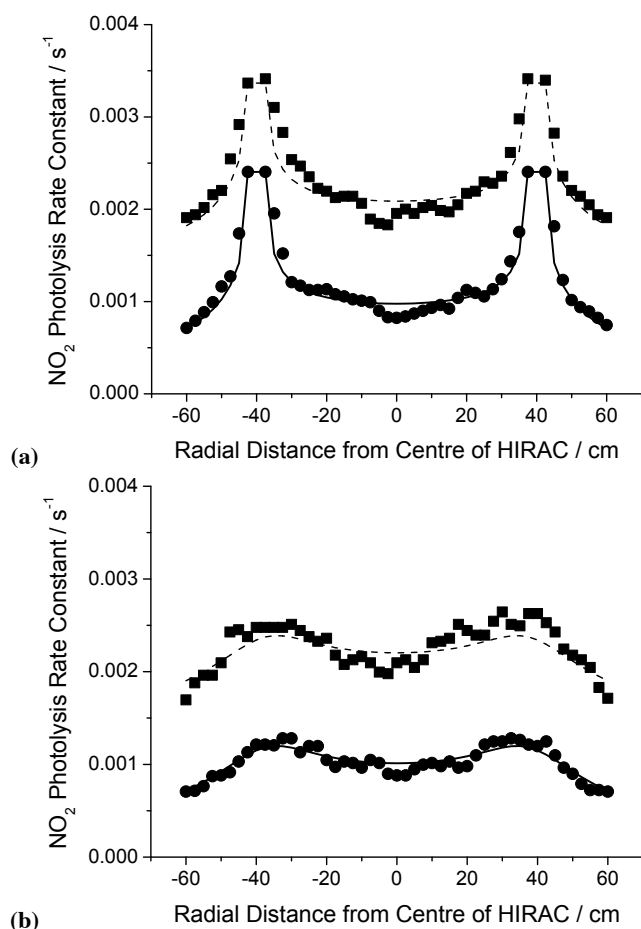 0.004
0.003
0.002
0.001
0.000
NO₂ Photolysis Rate Constant / s⁻¹
-60 -40 -20 0 20 40 60
Radial Distance from Centre of HIRAC / cm
(a)
0.004
0.003
0.002
0.001
0.000
NO₂ Photolysis Rate Constant / s⁻¹
-60 -40 -20 0 20 40 60
Radial Distance from Centre of HIRAC / cm
(b)